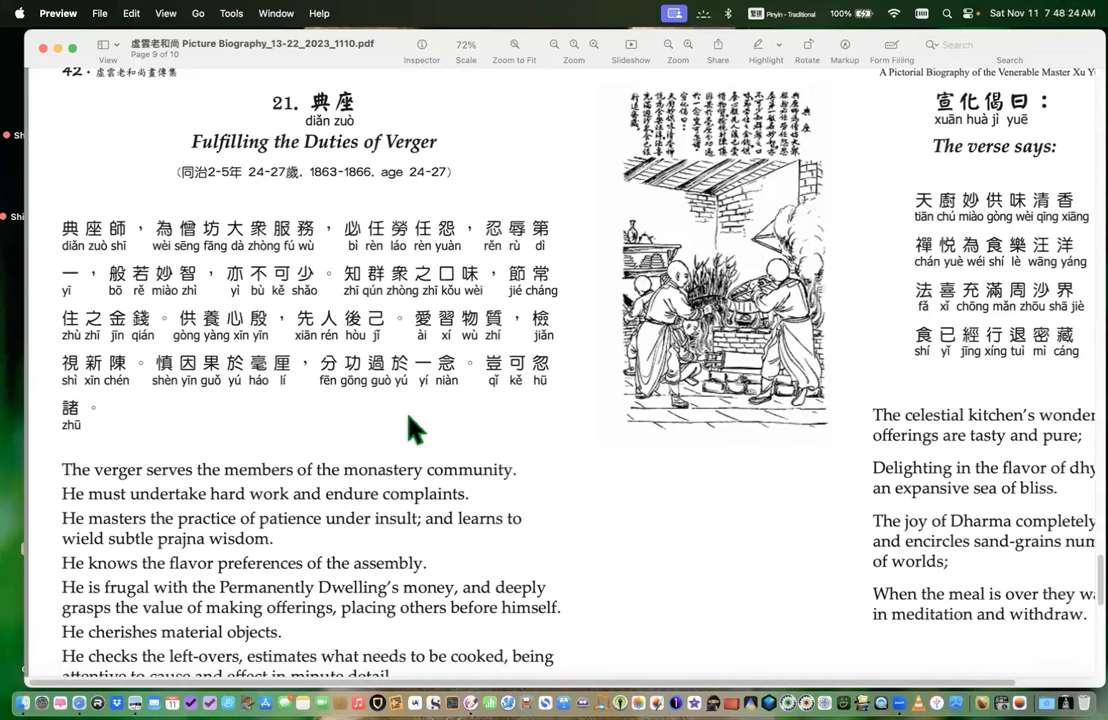 Preview File Edit View Go Tools Window Help
Pinyin - Traditional 100% Sat Nov 11 7 48 24 AM
虛雲老和尚 Picture Biography_13-22_2023_1110.pdf
Page 9 of 10
View
72%
Search
Inspector Scale Zoom to Fit Zoom Slideshow Zoom Share Highlight Rotate Markup Form Filling Search
42 · 虛雲老和尚畫傳集
A Pictorial Biography of the Venerable Master Xu Y
21. 典座
diǎn zuò
Fulfilling the Duties of Verger
(同治2-5年 24-27歲, 1863-1866, age 24-27)
典座師，為僧坊大衆服務，必任勞任怨，忍辱第
diǎn zuò shī wèi sēng fāng dà zhòng fú wù bì rèn láo rèn yuàn rěn rù dì
一，般若妙智，亦不可少。知群衆之口味，節常
yī bō rě miào zhì yì bù kě shǎo zhī qún zhòng zhī kǒu wèi jié cháng
住之金錢。供養心殷，先人後己。愛習物質，檢
zhù zhī jīn qián gòng yàng xīn yīn xiān rén hòu jǐ ài xí wù zhí jiǎn
視新陳。慎因果於毫厘，分功過於一念。豈可忽
shì xīn chén shèn yīn guǒ yú háo lí fēn gōng guò yú yí niàn qǐ kě hū
諸。
zhū
The verger serves the members of the monastery community.
He must undertake hard work and endure complaints.
He masters the practice of patience under insult; and learns to
wield subtle prajna wisdom.
He knows the flavor preferences of the assembly.
He is frugal with the Permanently Dwelling's money, and deeply
grasps the value of making offerings, placing others before himself.
He cherishes material objects.
He checks the left-overs, estimates what needs to be cooked, being
attentive to cause and effect in minute detail
宣化偈曰：
xuān huà jì yuē
The verse says:
天廚妙供味清香
tiān chú miào gòng wèi qīng xiāng
禪悦為食樂汪洋
chán yuè wéi shí lè wāng yáng
法喜充滿周沙界
fǎ xǐ chōng mǎn zhōu shā jiè
食已經行退密藏
shí yǐ jīng xíng tuì mì cáng
The celestial kitchen's wonder
offerings are tasty and pure;
Delighting in the flavor of dhy
an expansive sea of bliss.
The joy of Dharma completely
and encircles sand-grains num
of worlds;
When the meal is over they wa
in meditation and withdraw.